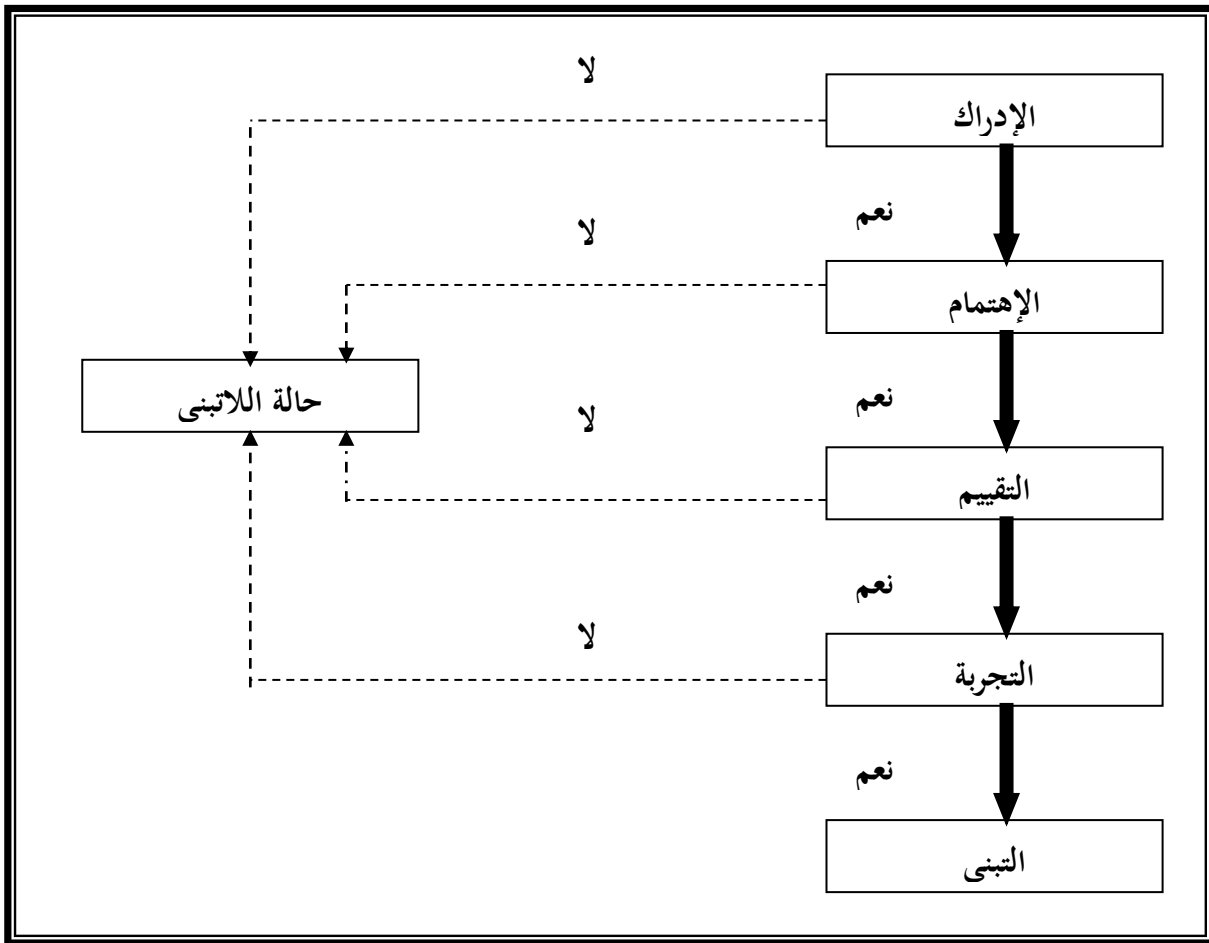 لا
الإدراك
نعم
لا
الإهتمام
نعم
حالة اللاتبنى
لا
التقييم
نعم
لا
التجربة
نعم
التبنى